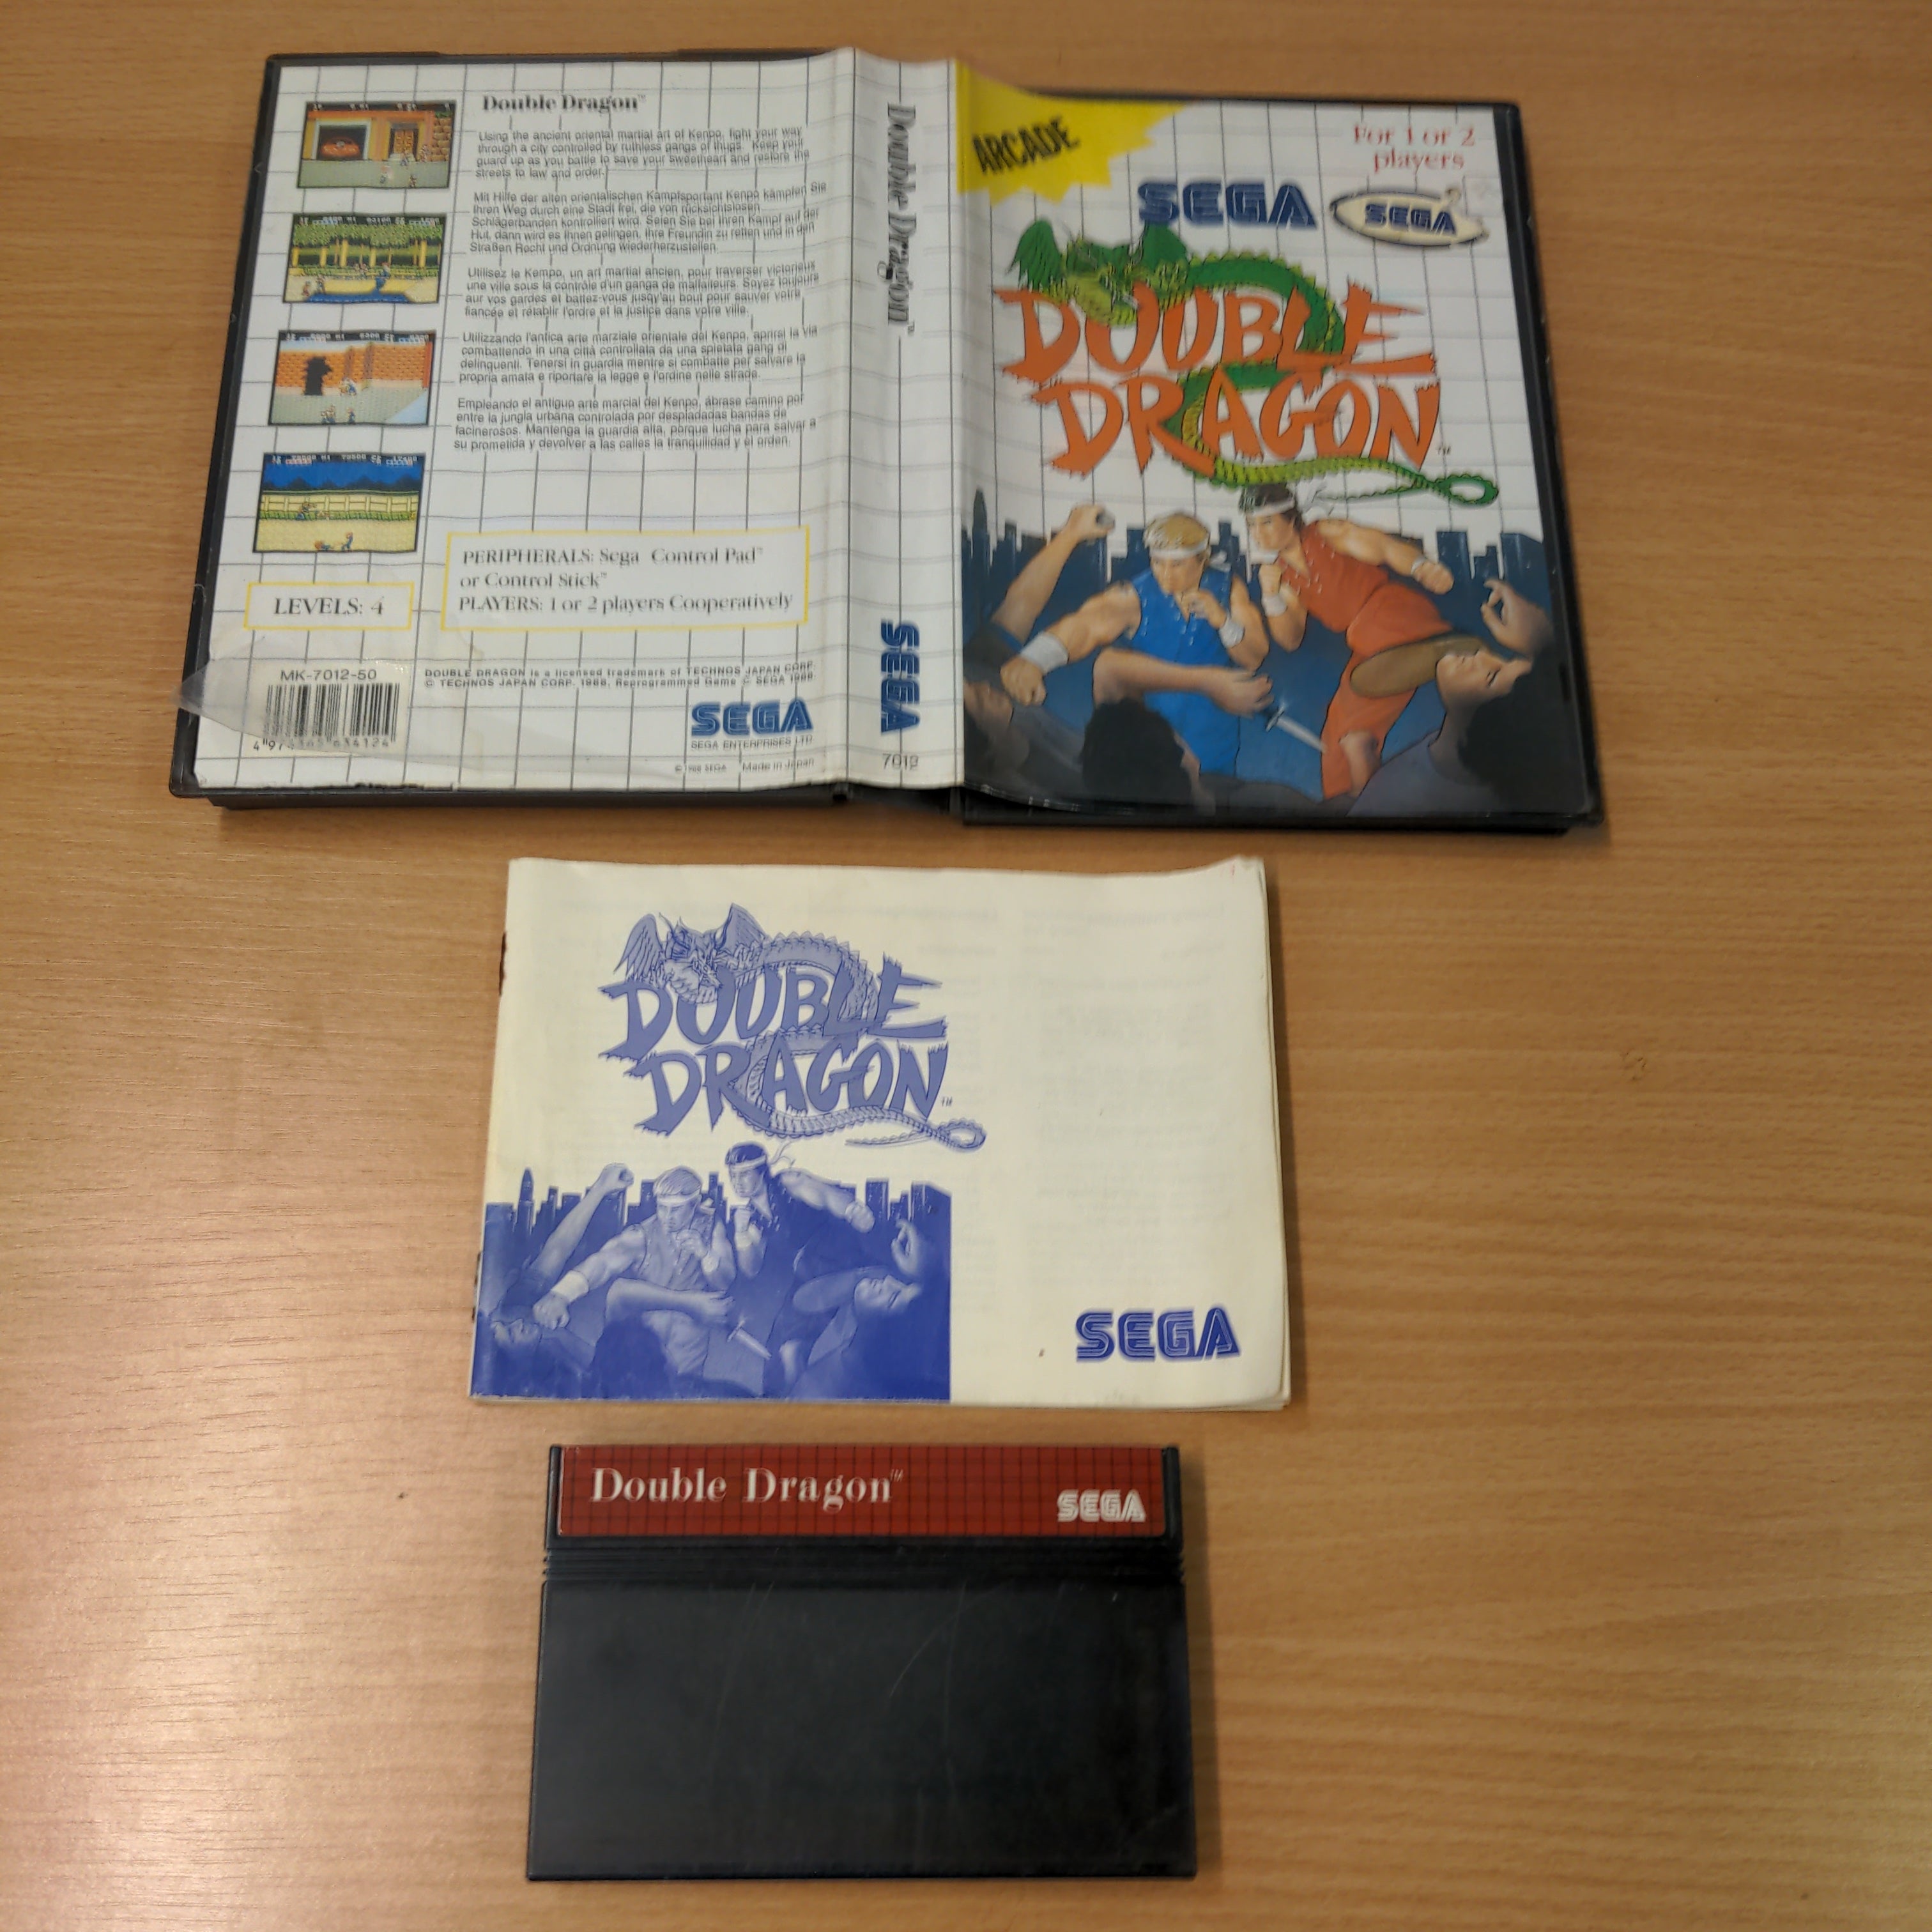 Double Dragon™
Using the ancient oriental martial art of Kenpo, fight your way
through a city controlled by ruthless gangs of thugs. Keep your
guard up as you battle to save your sweetheart and restore the
streets to law and order.
Mit Hilfe der alten orientalischen Kampfsportart Kenpo kämpfen Sie
Ihren Weg durch eine Stadt frei, die von rücksichtslosen
Schlägerbanden kontrolliert wird. Seien Sie bei Ihren Kampf auf der
Hut, dann wird es Ihnen gelingen, Ihre Freundin zu retten und in den
Straßen Recht und Ordnung wiederherzustellen.
Utilisez le Kempo, un art martial ancien, pour traverser victorieux
une ville sous la contrôle d'un ganga de malfaiteurs. Soyez toujours
aur vos gardes et battez-vous jusqu'au bout pour sauver votre
fiancée et rétablir l'ordre et la justice dans votre ville.
Utilizzando l'antica arte marziale orientale del Kenpo, aprirsi la via
combattendo in una città controllata da una spietata gang di
delinquenti. Tenersi in guardia mentre si combatte per salvare la
propria amata e riportare la legge e l'ordine nelle strade.
Empleando el antiguo arte marcial del Kenpo, ábrase camino por
entre la jungla urbana controlada por despiadadas bandas de
facinerosos. Mantenga la guardia alta, porque lucha para salvar a
su prometida y devolver a las calles la tranquilidad y el orden.
PERIPHERALS: Sega Control Pad™
or Control Stick™
PLAYERS: 1 or 2 players Cooperatively
LEVELS: 4
MK-7012-50
DOUBLE DRAGON is a licensed trademark of TECHNOS JAPAN CORP.
© TECHNOS JAPAN CORP. 1988, Reprogrammed Game © SEGA 1988
SEGA
SEGA ENTERPRISES LTD.
© 1988 SEGA Made in Japan
Double Dragon™
SEGA
7012
ARCADE
For 1 or 2
players
SEGA
SEGA
DOUBLE
DRAGON™
DOUBLE
DRAGON™
SEGA
Double Dragon™
SEGA